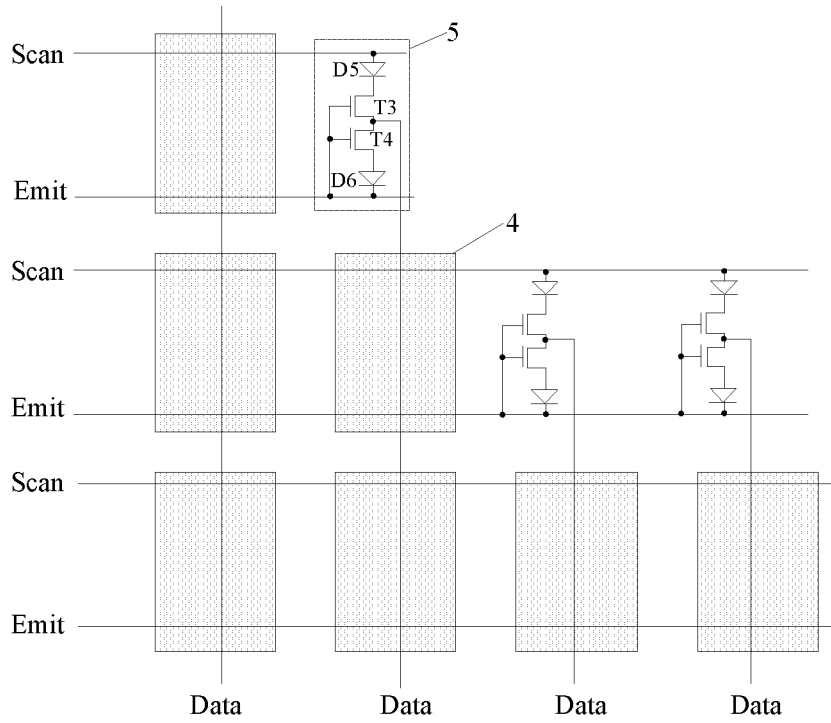 5
Scan
D5
T3
T4
D6
Emit
4
Scan
Emit
Scan
Emit
Data
Data
Data
Data